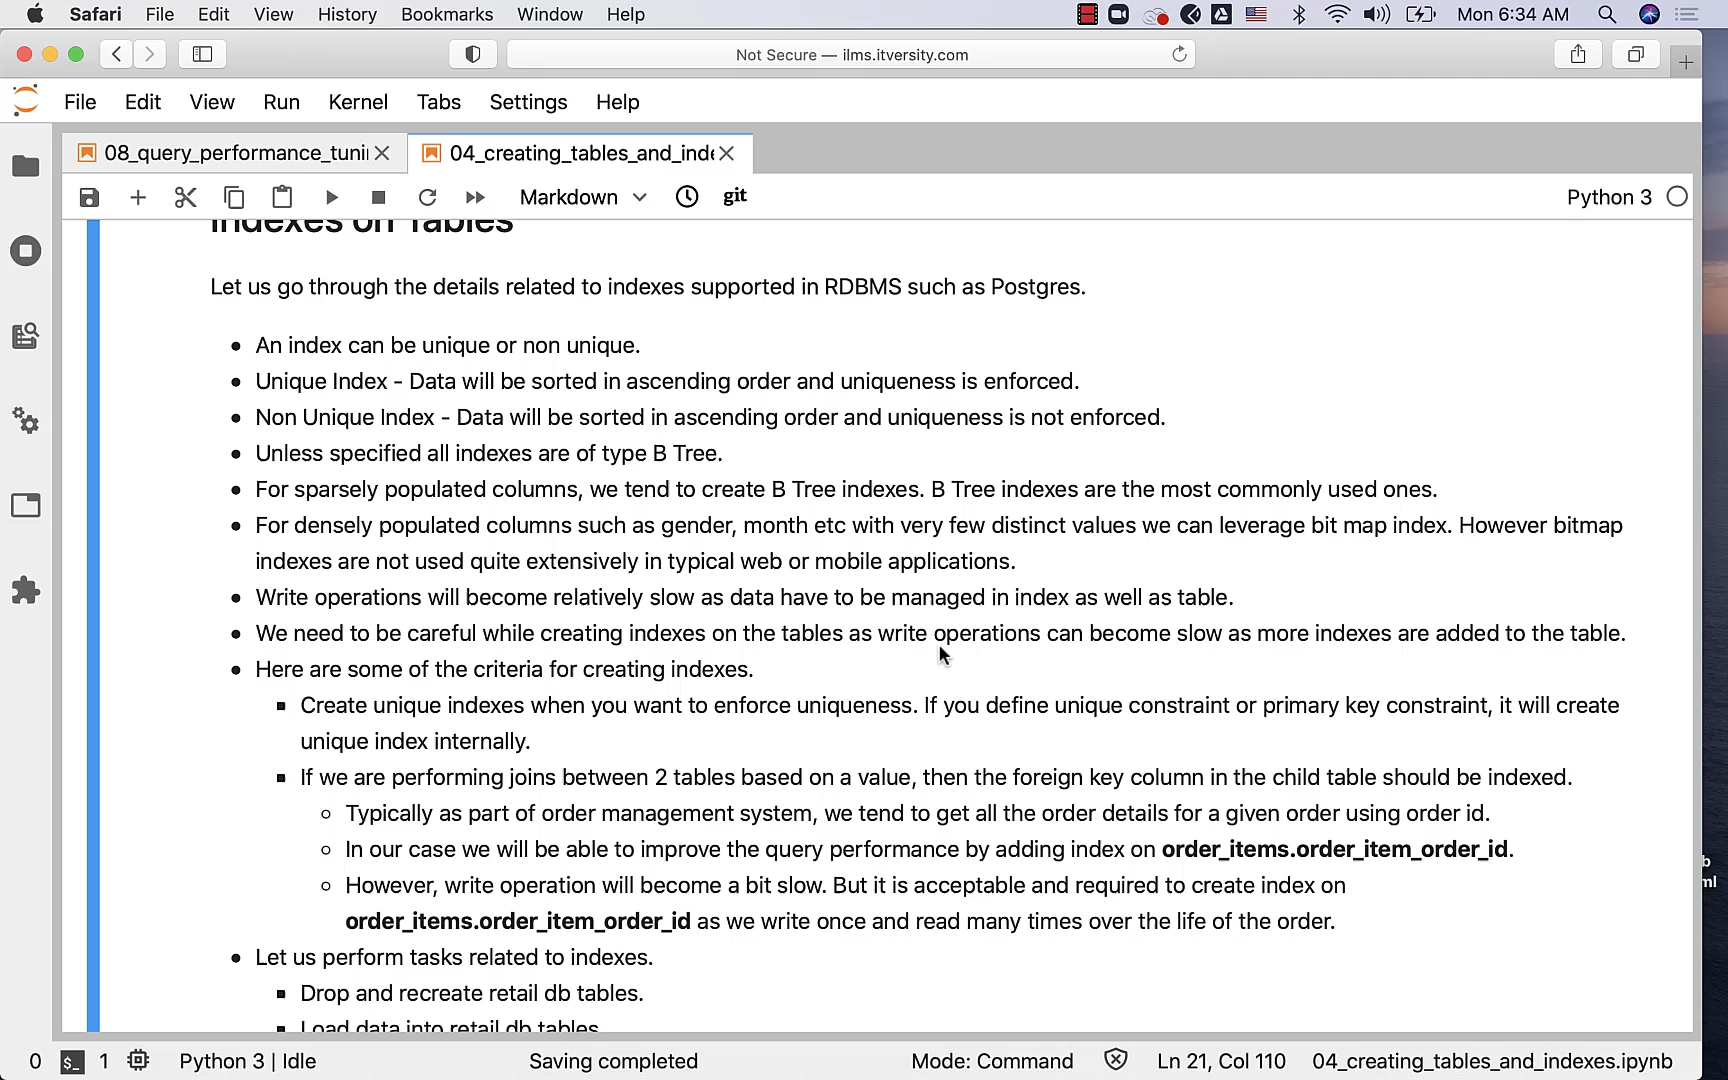 Safari File Edit View History Bookmarks Window Help Mon 6:34 AM
Not Secure — ilms.itversity.com
File Edit View Run Kernel Tabs Settings Help
08_query_performance_tuni 04_creating_tables_and_inde
Markdown git Python 3
Indexes on Tables
Let us go through the details related to indexes supported in RDBMS such as Postgres.
• An index can be unique or non unique.
• Unique Index - Data will be sorted in ascending order and uniqueness is enforced.
• Non Unique Index - Data will be sorted in ascending order and uniqueness is not enforced.
• Unless specified all indexes are of type B Tree.
• For sparsely populated columns, we tend to create B Tree indexes. B Tree indexes are the most commonly used ones.
• For densely populated columns such as gender, month etc with very few distinct values we can leverage bit map index. However bitmap
indexes are not used quite extensively in typical web or mobile applications.
• Write operations will become relatively slow as data have to be managed in index as well as table.
• We need to be careful while creating indexes on the tables as write operations can become slow as more indexes are added to the table.
• Here are some of the criteria for creating indexes.
▪ Create unique indexes when you want to enforce uniqueness. If you define unique constraint or primary key constraint, it will create
unique index internally.
▪ If we are performing joins between 2 tables based on a value, then the foreign key column in the child table should be indexed.
◦ Typically as part of order management system, we tend to get all the order details for a given order using order id.
◦ In our case we will be able to improve the query performance by adding index on order_items.order_item_order_id.
◦ However, write operation will become a bit slow. But it is acceptable and required to create index on
order_items.order_item_order_id as we write once and read many times over the life of the order.
• Let us perform tasks related to indexes.
▪ Drop and recreate retail db tables.
▪ Load data into retail db tables
0 $_ 1 Python 3 | Idle Saving completed Mode: Command Ln 21, Col 110 04_creating_tables_and_indexes.ipynb